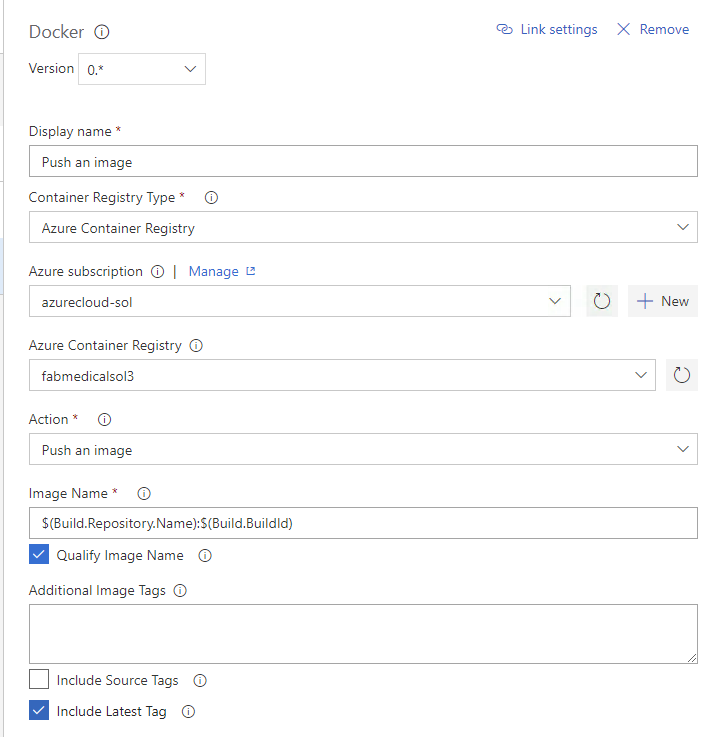 Docker Link settings Remove
Version 0.*
Display name *
Push an image
Container Registry Type *
Azure Container Registry
Azure subscription | Manage
azurecloud-sol New
Azure Container Registry
fabmedicalsol3
Action *
Push an image
Image Name *
$(Build.Repository.Name):$(Build.BuildId)
Qualify Image Name
Additional Image Tags
Include Source Tags
Include Latest Tag